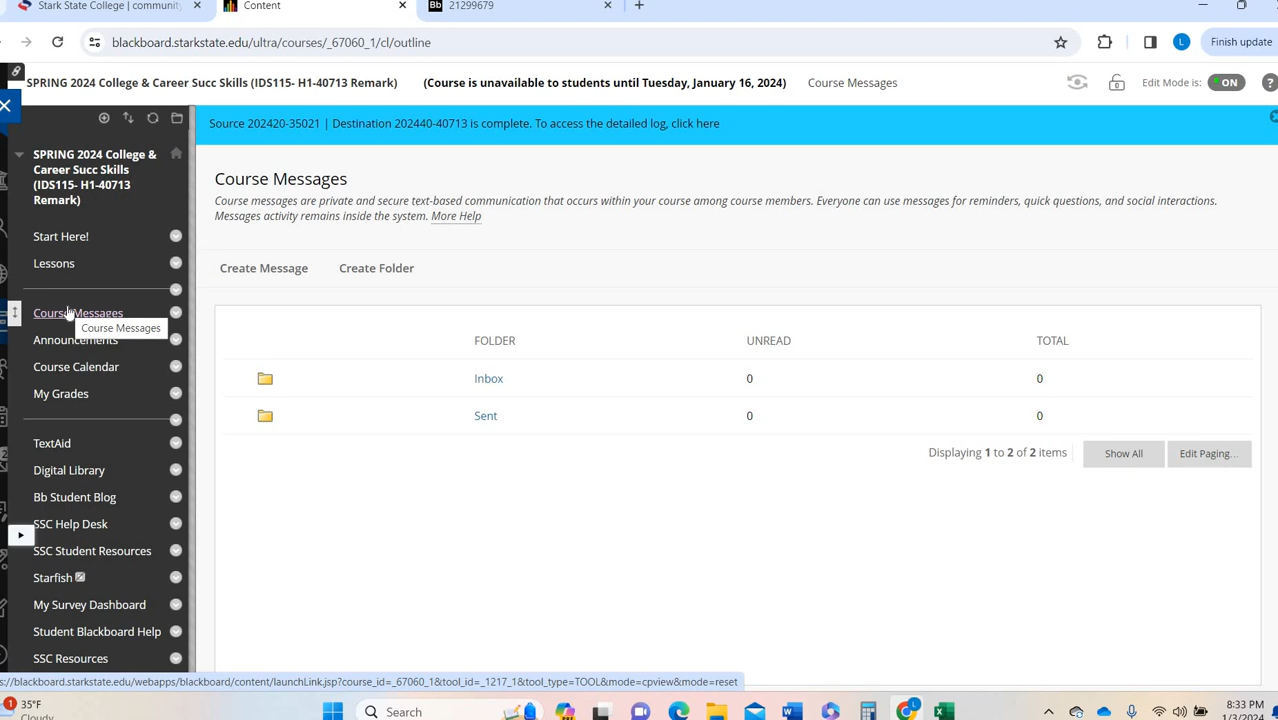 Stark State College | community
Content
Bb 21299679
blackboard.starkstate.edu/ultra/courses/_67060_1/cl/outline
Finish update
SPRING 2024 College & Career Succ Skills (IDS115- H1-40713 Remark)
(Course is unavailable to students until Tuesday, January 16, 2024)
Course Messages
Edit Mode is:
ON
?
Source 202420-35021 | Destination 202440-40713 is complete. To access the detailed log, click here
SPRING 2024 College &
Career Succ Skills
(IDS115- H1-40713
Remark)
Start Here!
Lessons
Course Messages
Course Messages
Announcements
Course Calendar
My Grades
TextAid
Digital Library
Bb Student Blog
SSC Help Desk
SSC Student Resources
Starfish
My Survey Dashboard
Student Blackboard Help
SSC Resources
Course Messages
Course messages are private and secure text-based communication that occurs within your course among course members. Everyone can use messages for reminders, quick questions, and social interactions.
Messages activity remains inside the system. More Help
Create Message
Create Folder
FOLDER UNREAD TOTAL
Inbox 0 0
Sent 0 0
Displaying 1 to 2 of 2 items
Show All
Edit Paging...
s://blackboard.starkstate.edu/webapps/blackboard/content/launchLink.jsp?course_id=_67060_1&tool_id=_1217_1&tool_type=TOOL&mode=cpview&mode=reset
1
35°F
Cloudy
Search
L
8:33 PM
1/3/2024